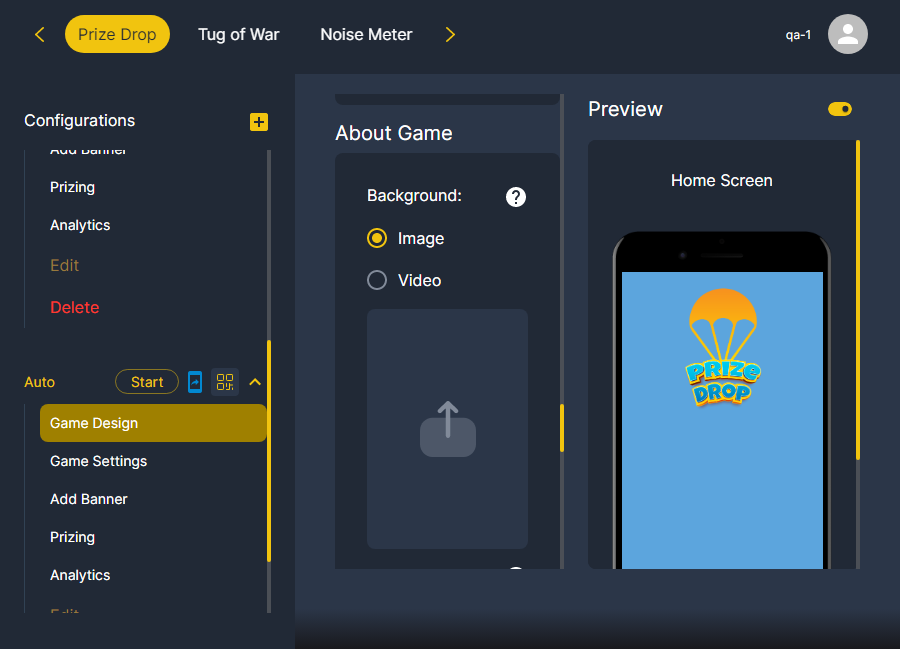 Prize Drop
Tug of War
Noise Meter
qa-1
Configurations
Add Banner
Prizing
Analytics
Edit
Delete
Auto
Start
Game Design
Game Settings
Add Banner
Prizing
Analytics
Edit
About Game
Background:
?
Image
Video
Preview
Home Screen
PRIZE
DROP